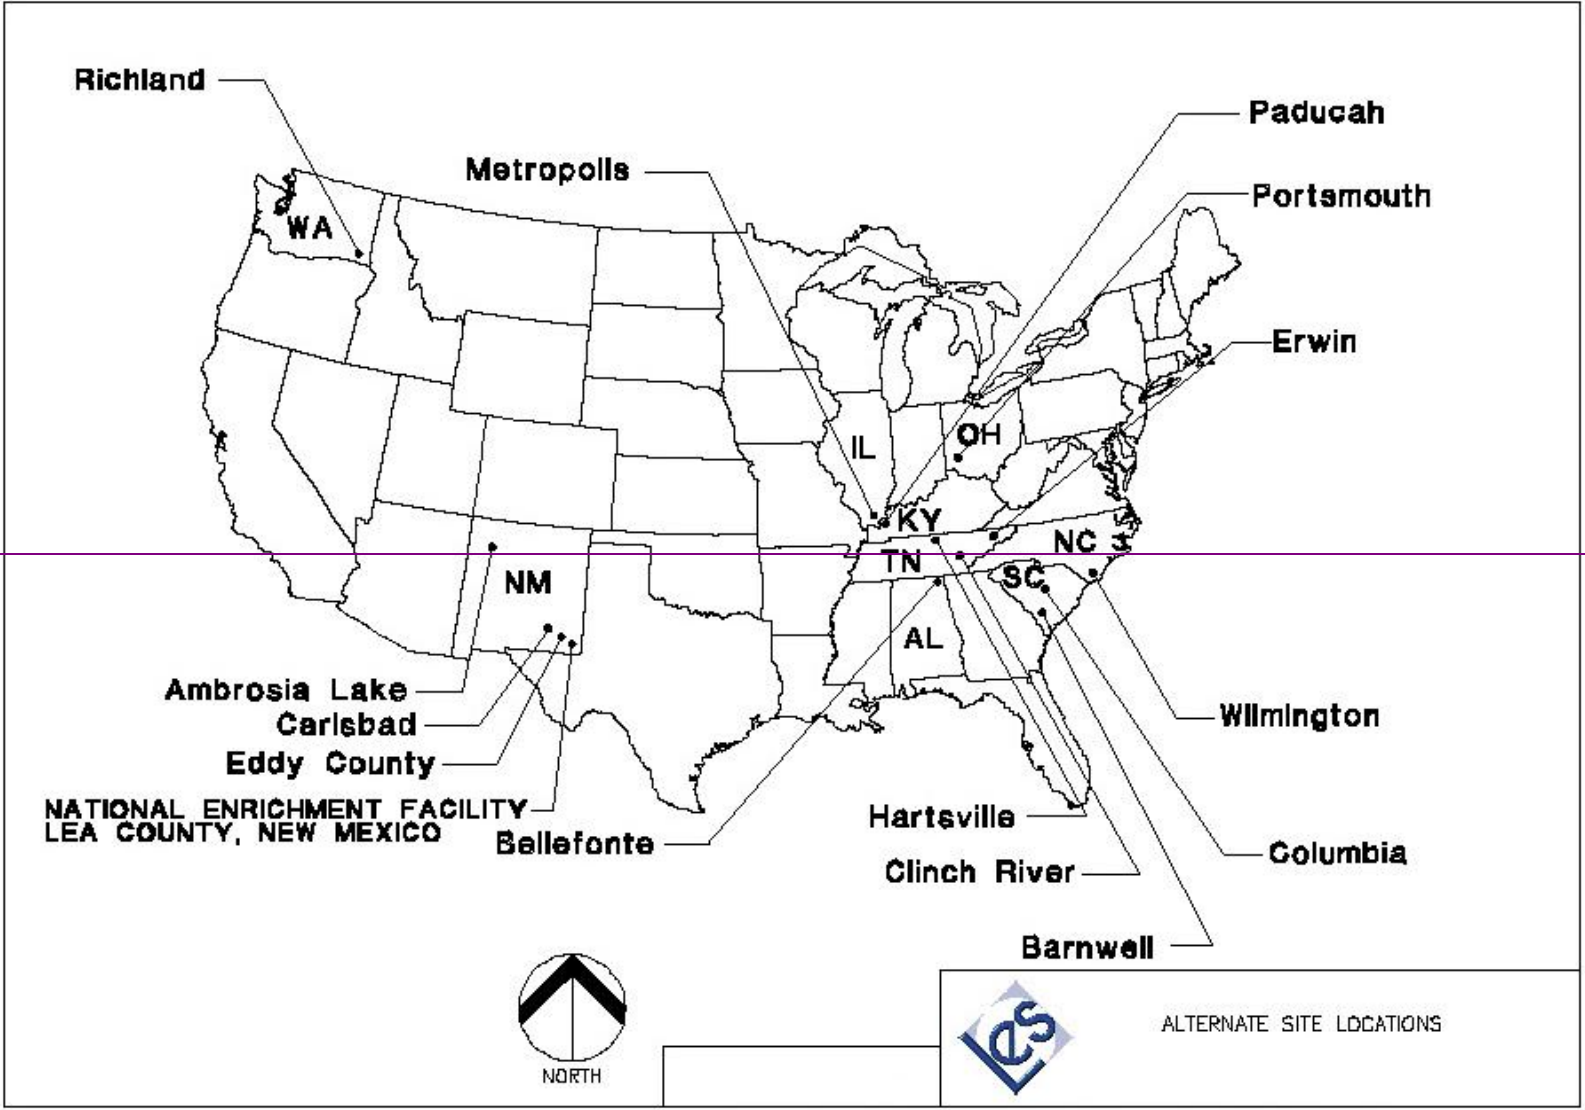 Richland
Paducah
Metropolis
Portsmouth
WA
Erwin
IL
OH
KY
NC
TN
NM
SC
AL
Ambrosia Lake
Carlsbad
Wilmington
Eddy County
NATIONAL ENRICHMENT FACILITY
LEA COUNTY, NEW MEXICO
Hartsville
Bellefonte
Columbia
Clinch River
Barnwell
LES
ALTERNATE SITE LOCATIONS
NORTH